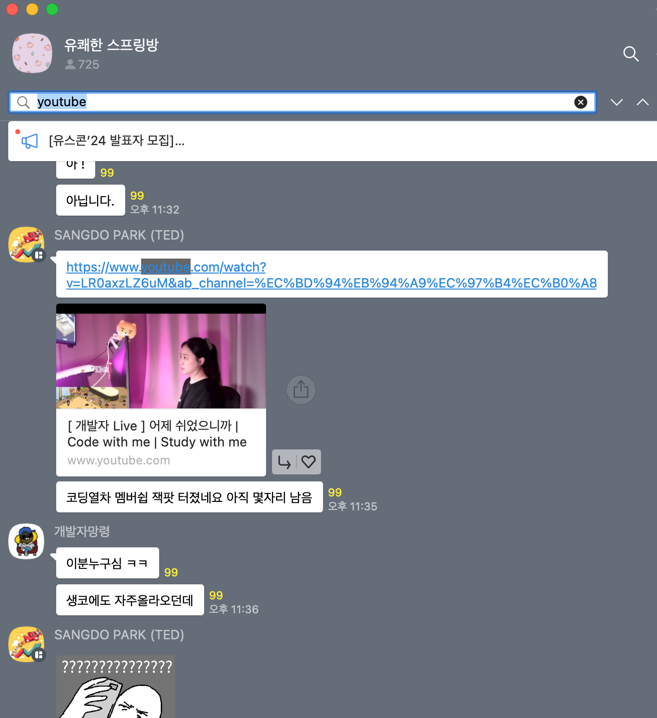 유쾌한 스프링방
725
youtube
[유스콘’24 발표자 모집]...
아 !
99
아닙니다.
99
오후 11:32
SANGDO PARK (TED)
https://www.youtube.com/watch?
v=LR0axzLZ6uM&ab_channel=%EC%BD%94%EB%94%A9%EC%97%B4%EC%B0%A8
[ 개발자 Live ] 어제 쉬었으니까 |
Code with me | Study with me
www.youtube.com
코딩열차 멤버쉽 잭팟 터졌네요 아직 몇자리 남음
99
오후 11:35
개발자망령
이분누구심 ㅋㅋ
99
생코에도 자주올라오던데
99
오후 11:36
SANGDO PARK (TED)
???????????????